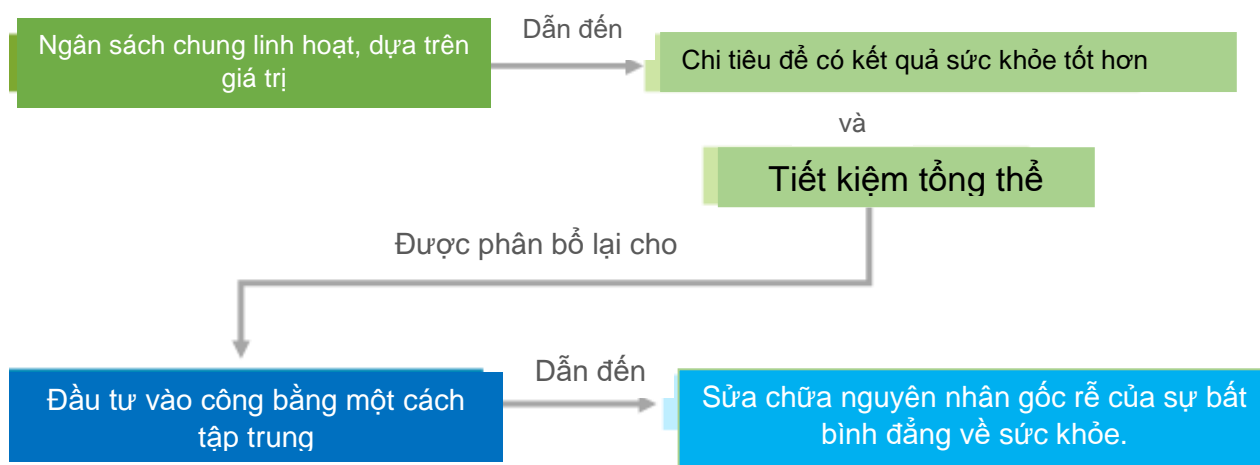 Ngân sách chung linh hoạt, dựa trên
giá trị
Dẫn đến
Chi tiêu để có kết quả sức khỏe tốt hơn
và
Tiết kiệm tổng thể
Được phân bổ lại cho
Đầu tư vào công bằng một cách
tập trung
Dẫn đến
Sửa chữa nguyên nhân gốc rễ của sự bất
bình đẳng về sức khỏe.